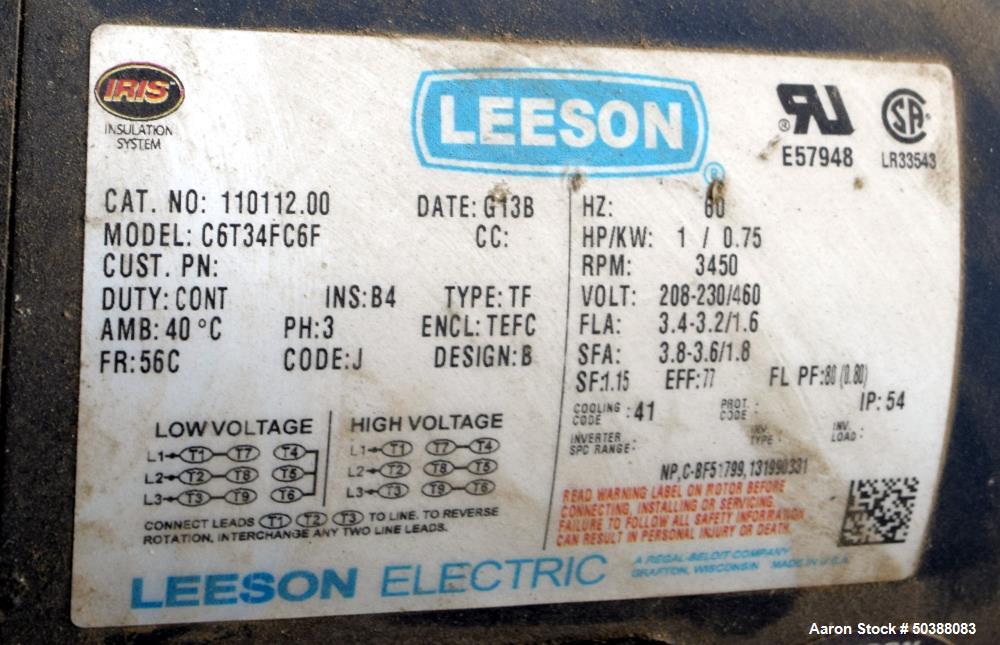 IRIS
INSULATION
SYSTEM
LEESON
®
E57948
LR33543
CAT. NO: 110112.00 DATE: G13B
MODEL: C6T34FC6F CC:
CUST. PN:
DUTY: CONT INS: B4 TYPE: TF
AMB: 40 °C PH: 3 ENCL: TEFC
FR: 56C CODE: J DESIGN: B
HZ: 60
HP/KW: 1 / 0.75
RPM: 3450
VOLT: 208-230/460
FLA: 3.4-3.2/1.6
SFA: 3.8-3.6/1.8
SF: 1.15 EFF: 77 FL PF: 80 (0.80)
COOLING CODE : 41 PROT. CODE : IP: 54
INVERTER SPC RANGE: INV TYPE : INV. LOAD :
LOW VOLTAGE HIGH VOLTAGE
L1 T1 T7 T4 L1 T1 T7 T4
L2 T2 T8 T5 L2 T2 T8 T5
L3 T3 T9 T6 L3 T3 T9 T6
CONNECT LEADS T1 T2 T3 TO LINE. TO REVERSE
ROTATION, INTERCHANGE ANY TWO LINE LEADS.
NP,C-BF51799,131990331
READ WARNING LABEL ON MOTOR BEFORE
CONNECTING, INSTALLING OR SERVICING.
FAILURE TO FOLLOW ALL SAFETY INFORMATION
CAN RESULT IN PERSONAL INJURY OR DEATH.
LEESON ELECTRIC
A REGAL-BELOIT COMPANY
GRAFTON, WISCONSIN MADE IN U.S.A.
Aaron Stock # 50388083